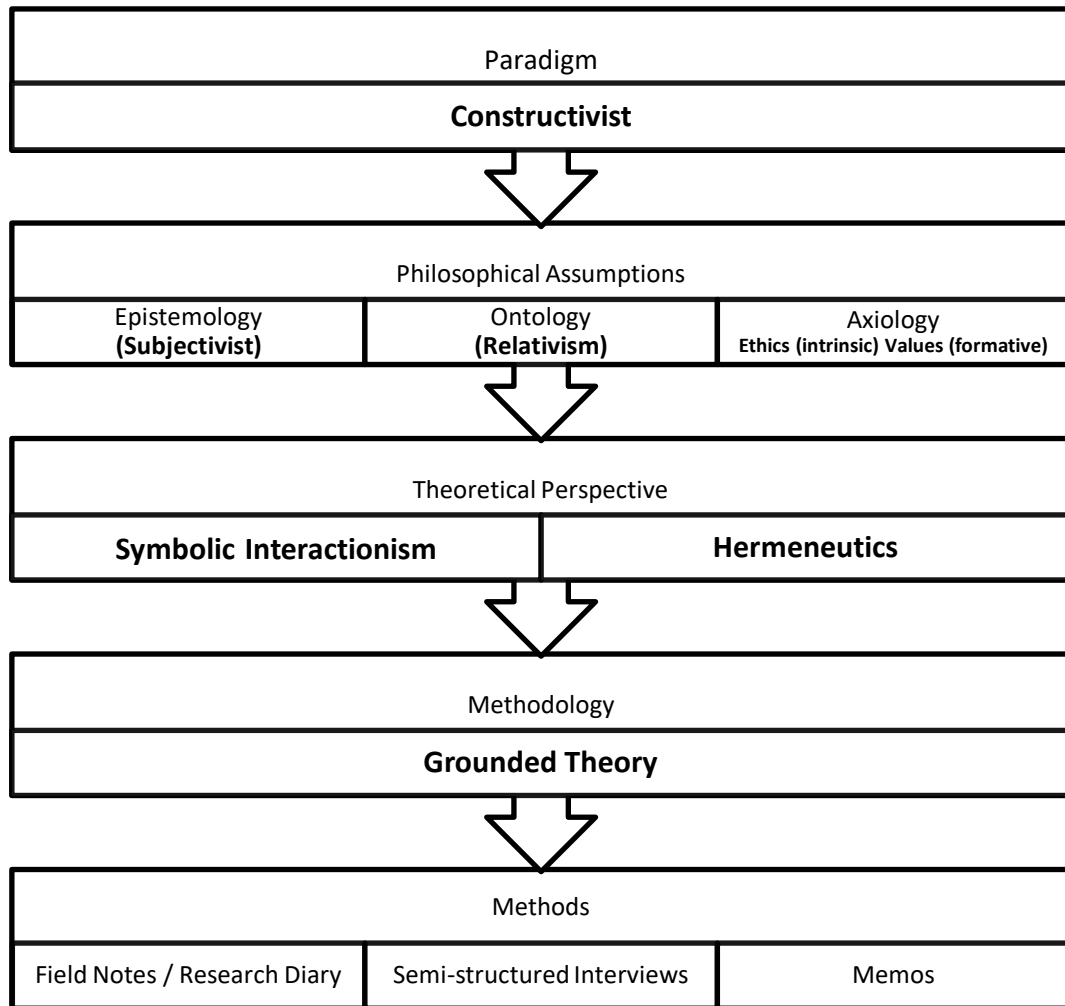 Paradigm
Constructivist
Philosophical Assumptions
Epistemology
(Subjectivist)
Ontology
(Relativism)
Axiology
Ethics (intrinsic) Values (formative)
Theoretical Perspective
Symbolic Interactionism
Hermeneutics
Methodology
Grounded Theory
Methods
Field Notes / Research Diary
Semi-structured Interviews
Memos